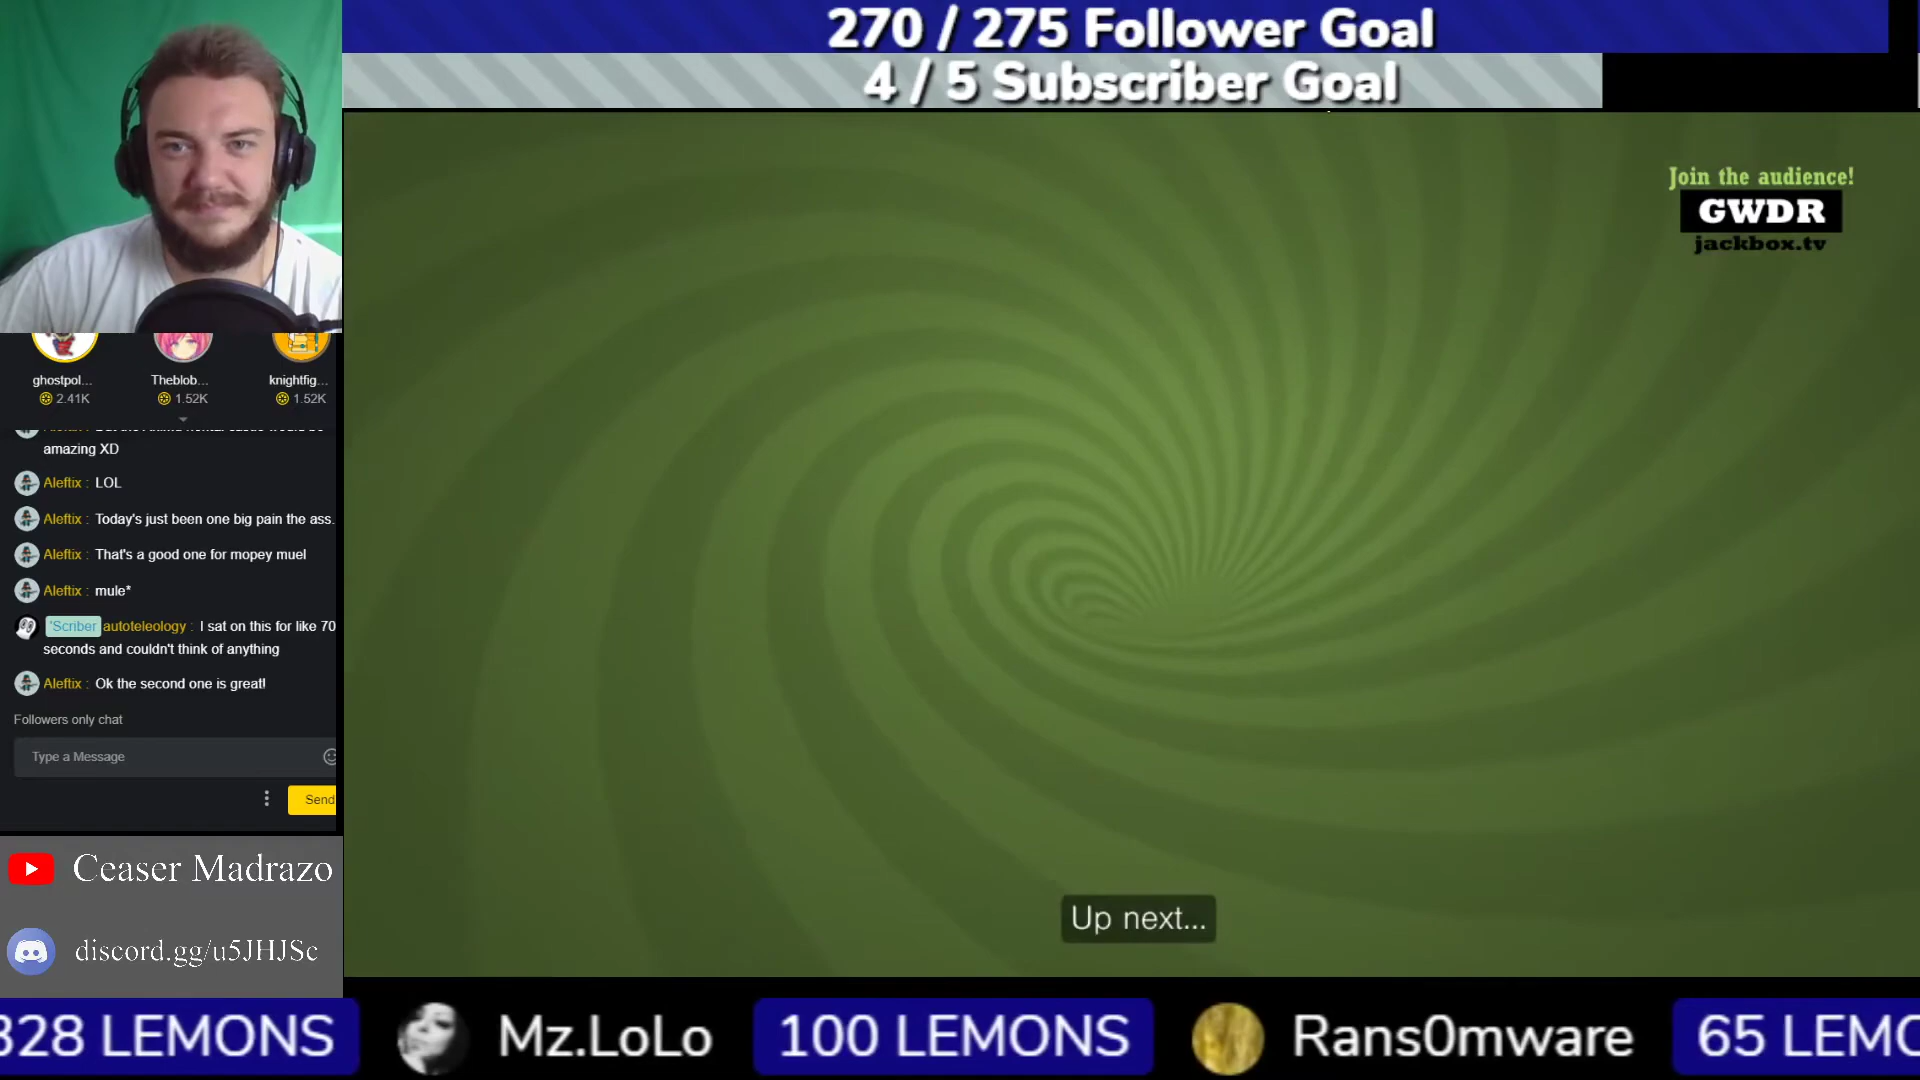 270 / 275 Follower Goal
4 / 5 Subscriber Goal
Join the audience!
GWDR
jackbox.tv
ghostpol... Theblob... knightfig...
2.41K 1.52K 1.52K
amazing XD
Aleftix : LOL
Aleftix : Today's just been one big pain the ass.
Aleftix : That's a good one for mopey muel
Aleftix : mule*
'Scriber autoteleology : I sat on this for like 70
seconds and couldn't think of anything
Aleftix : Ok the second one is great!
Followers only chat
Type a Message
Send
Ceaser Madrazo
discord.gg/u5JHJSc
Up next...
328 LEMONS Mz.LoLo 100 LEMONS Rans0mware 65 LEMO